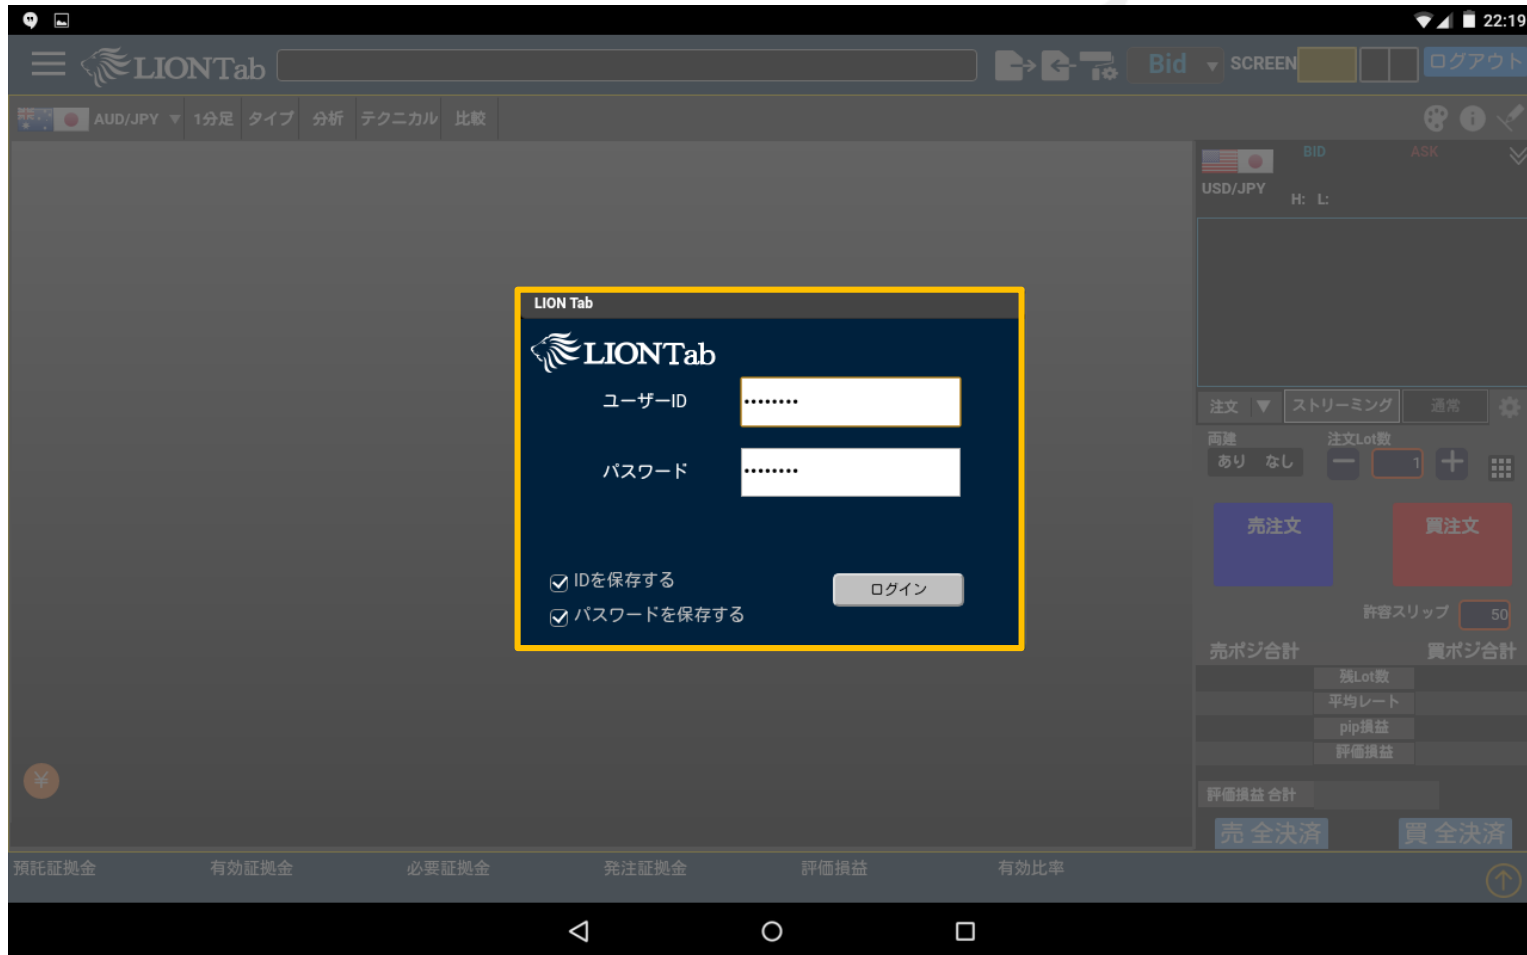 22:19
LIONTab
Bid
SCREEN
ログアウト
AUD/JPY
1分足
タイプ
分析
テクニカル
比較
BID
ASK
USD/JPY
H: L:
LION Tab
LIONTab
ユーザーID
••••••••
パスワード
••••••••
IDを保存する
パスワードを保存する
ログイン
注文
ストリーミング
通常
両建
注文Lot数
あり なし
1
売注文
買注文
許容スリップ
50
売ポジ合計
買ポジ合計
残Lot数
平均レート
pip損益
評価損益
評価損益合計
売 全決済
買 全決済
¥
預託証拠金
有効証拠金
必要証拠金
発注証拠金
評価損益
有効比率